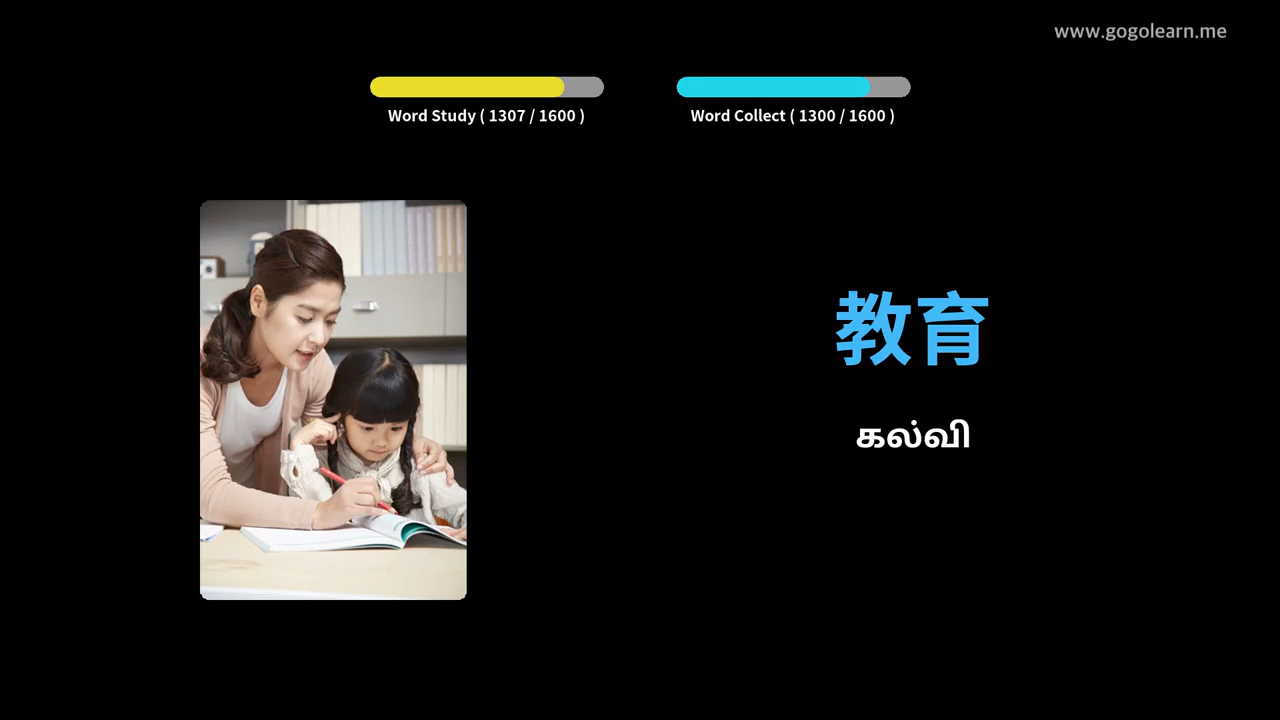 www.gogolearn.me
Word Study ( 1307 / 1600 )
Word Collect ( 1300 / 1600 )
教育
கல்வி